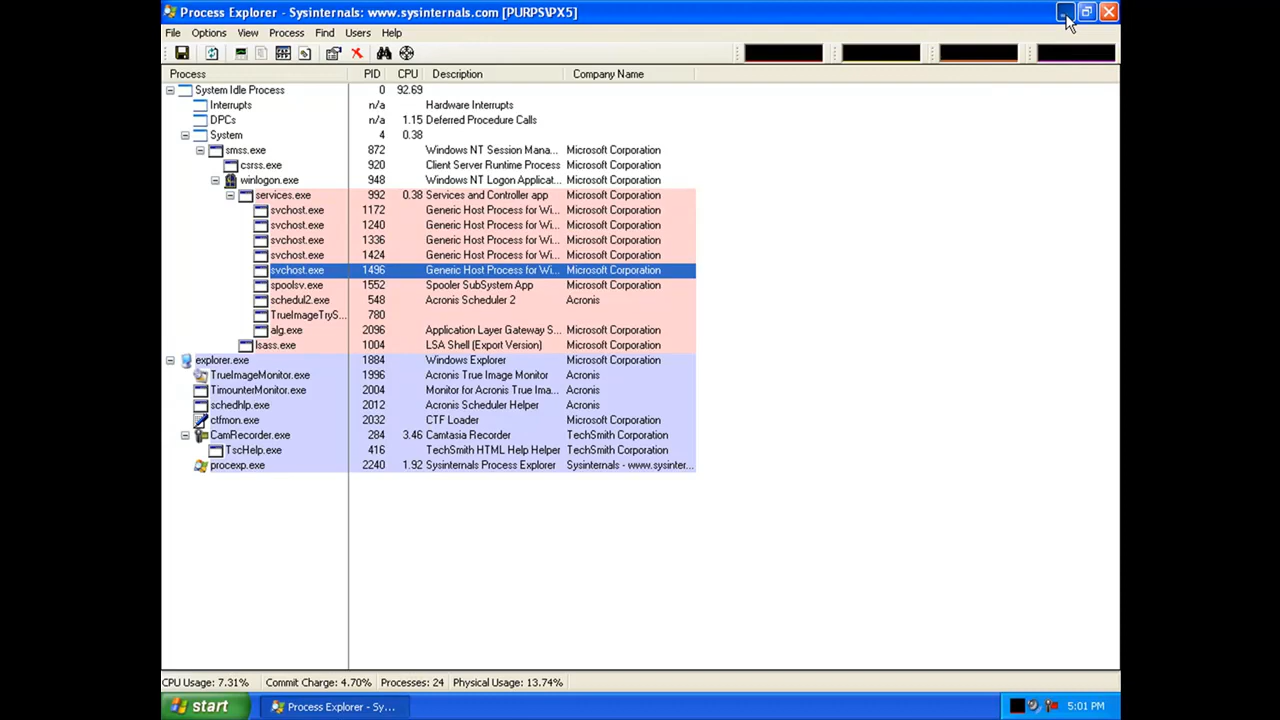 Process Explorer - Sysinternals: www.sysinternals.com [PURPS\PX5]
File Options View Process Find Users Help
Process PID CPU Description Company Name
System Idle Process 0 92.69
Interrupts n/a Hardware Interrupts
DPCs n/a 1.15 Deferred Procedure Calls
System 4 0.38
smss.exe 872 Windows NT Session Mana... Microsoft Corporation
csrss.exe 920 Client Server Runtime Process Microsoft Corporation
winlogon.exe 948 Windows NT Logon Applicat... Microsoft Corporation
services.exe 992 0.38 Services and Controller app Microsoft Corporation
svchost.exe 1172 Generic Host Process for Wi... Microsoft Corporation
svchost.exe 1240 Generic Host Process for Wi... Microsoft Corporation
svchost.exe 1336 Generic Host Process for Wi... Microsoft Corporation
svchost.exe 1424 Generic Host Process for Wi... Microsoft Corporation
svchost.exe 1496 Generic Host Process for Wi... Microsoft Corporation
spoolsv.exe 1552 Spooler SubSystem App Microsoft Corporation
schedul2.exe 548 Acronis Scheduler 2 Acronis
TrueImageTryS... 780
alg.exe 2096 Application Layer Gateway S... Microsoft Corporation
lsass.exe 1004 LSA Shell (Export Version) Microsoft Corporation
explorer.exe 1884 Windows Explorer Microsoft Corporation
TrueImageMonitor.exe 1996 Acronis True Image Monitor Acronis
TimounterMonitor.exe 2004 Monitor for Acronis True Ima... Acronis
schedhlp.exe 2012 Acronis Scheduler Helper Acronis
ctfmon.exe 2032 CTF Loader Microsoft Corporation
CamRecorder.exe 284 3.46 Camtasia Recorder TechSmith Corporation
TscHelp.exe 416 TechSmith HTML Help Helper TechSmith Corporation
procexp.exe 2240 1.92 Sysinternals Process Explorer Sysinternals - www.sysinter...
CPU Usage: 7.31% Commit Charge: 4.70% Processes: 24 Physical Usage: 13.74%
start Process Explorer - Sy... 5:01 PM